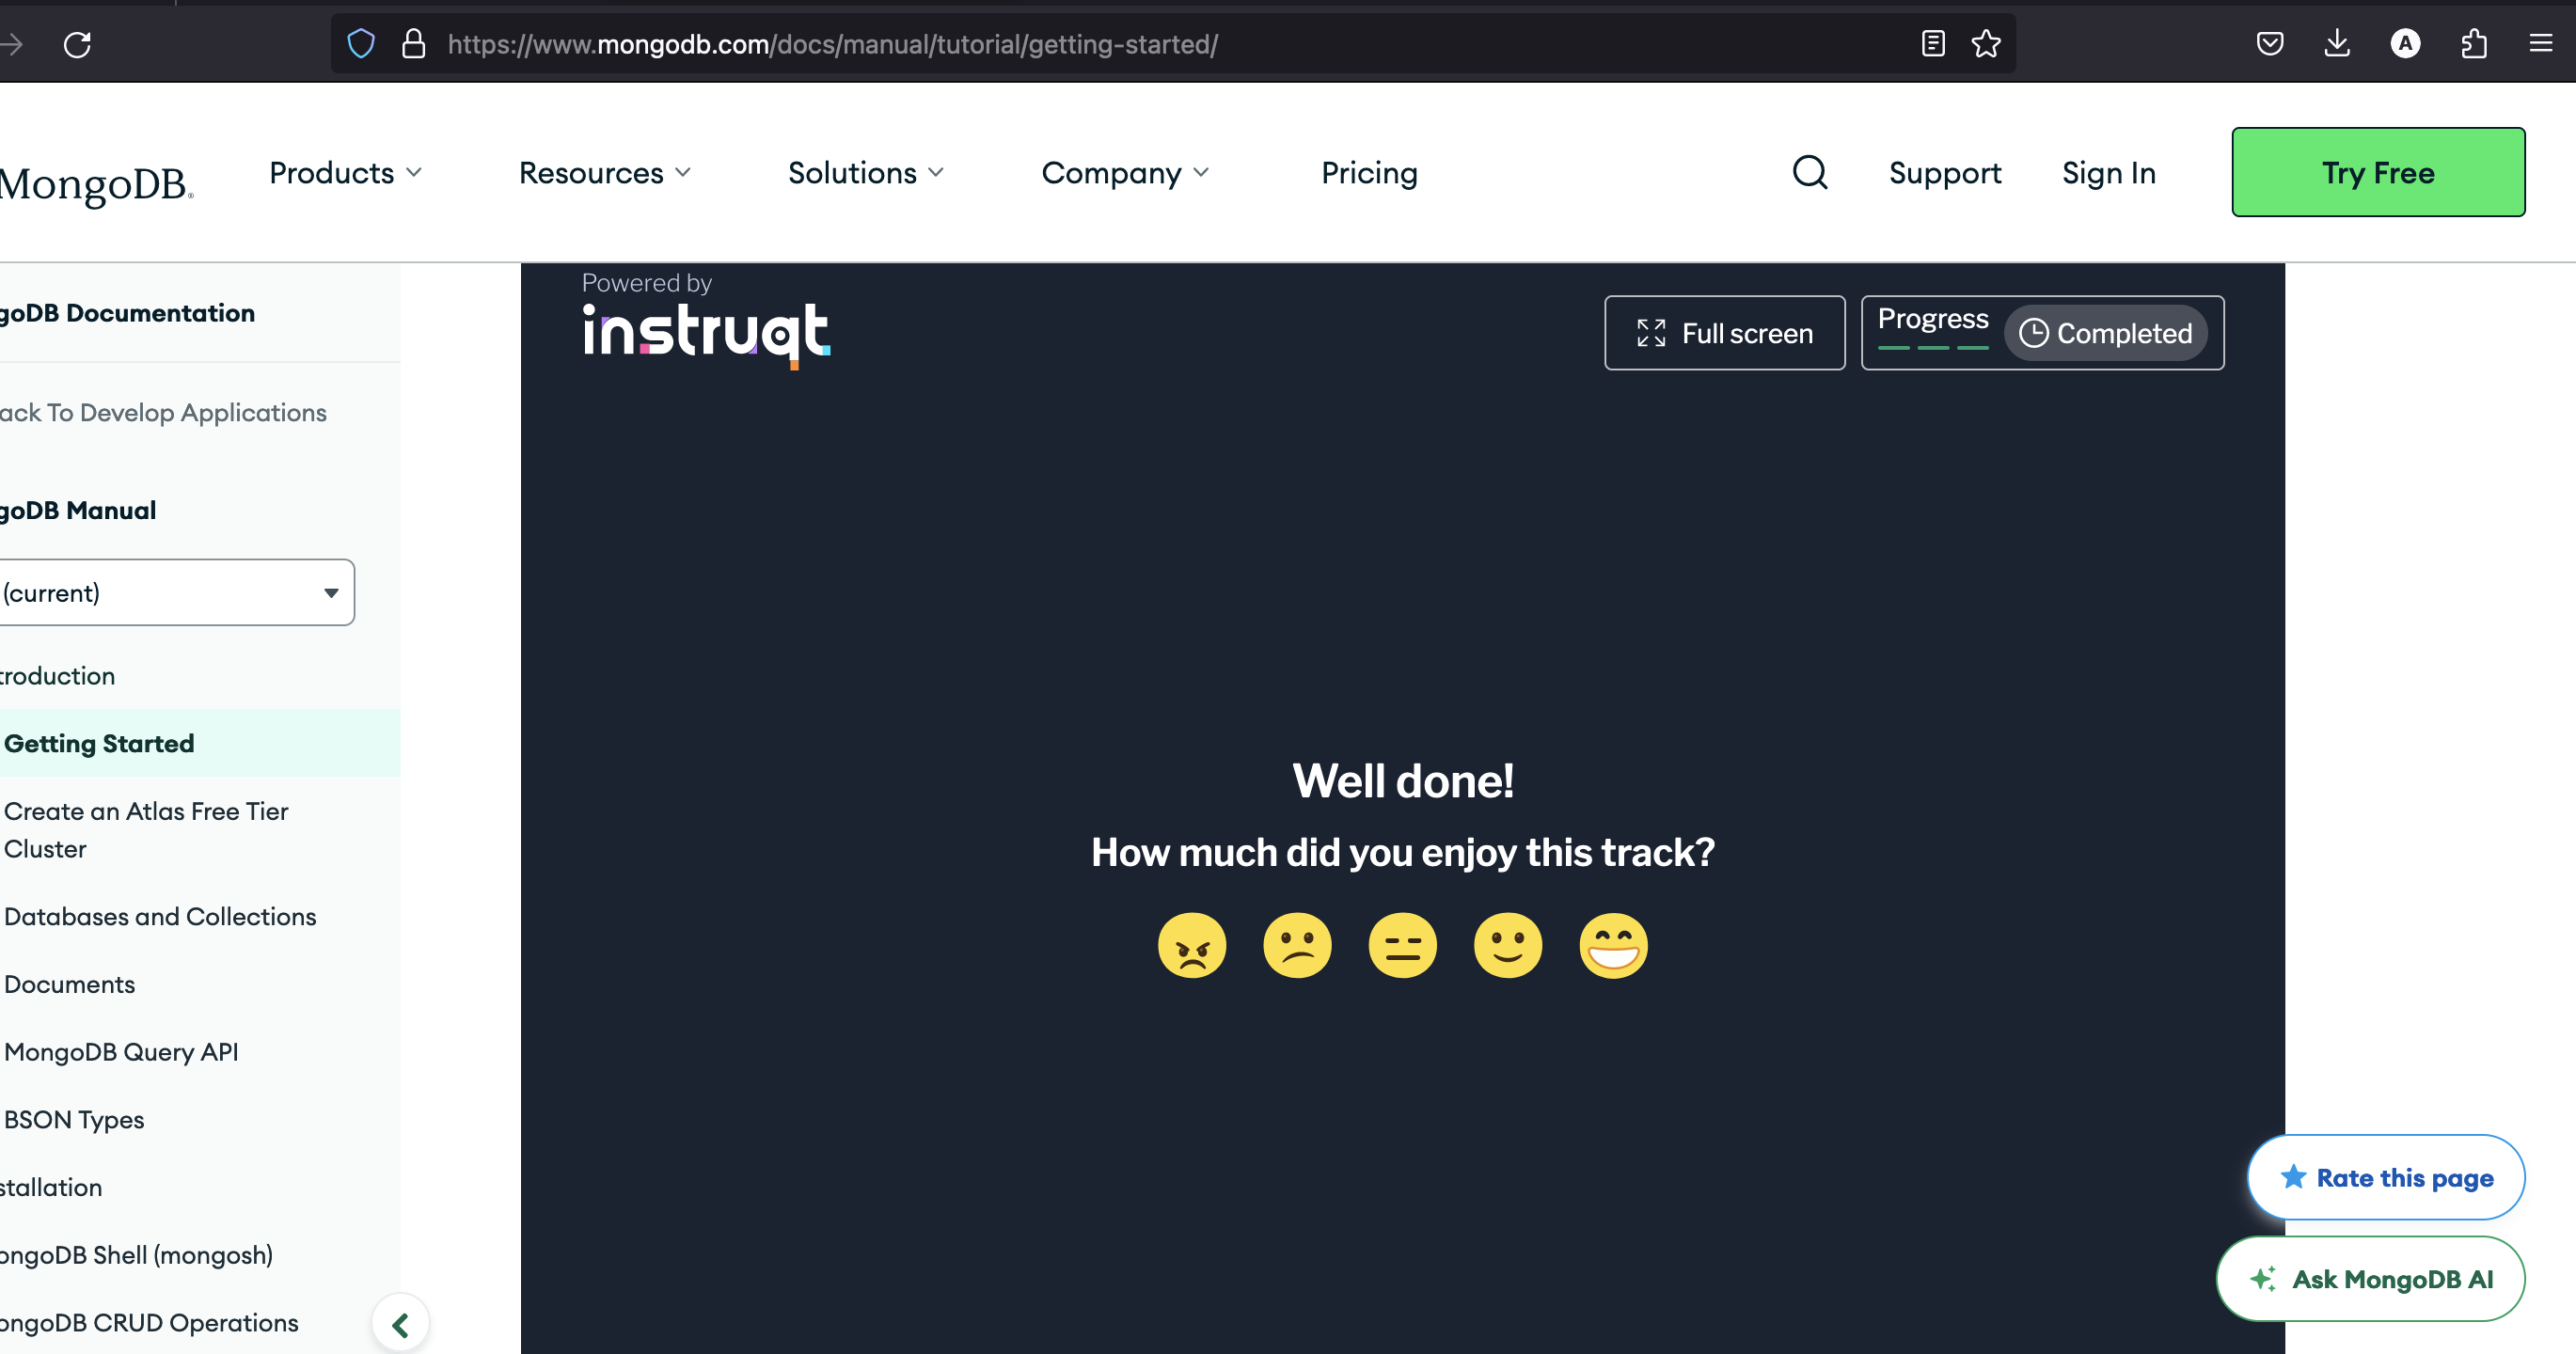 https://www.mongodb.com/docs/manual/tutorial/getting-started/
A
MongoDB®
Products
Resources
Solutions
Company
Pricing
Support
Sign In
Try Free
goDB Documentation
ack To Develop Applications
goDB Manual
(current)
troduction
Getting Started
Create an Atlas Free Tier
Cluster
Databases and Collections
Documents
MongoDB Query API
BSON Types
stallation
ongoDB Shell (mongosh)
ongoDB CRUD Operations
Powered by
instruqt
Full screen
Progress
Completed
Well done!
How much did you enjoy this track?
Rate this page
Ask MongoDB AI